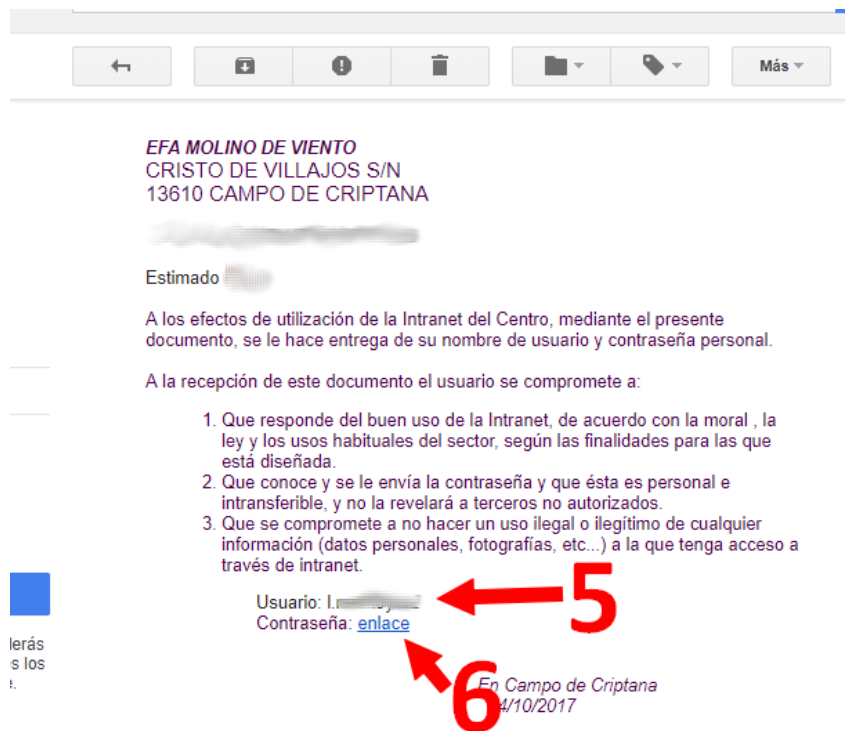 Más
EFA MOLINO DE VIENTO
CRISTO DE VILLAJOS S/N
13610 CAMPO DE CRIPTANA
Estimado
A los efectos de utilización de la Intranet del Centro, mediante el presente
documento, se le hace entrega de su nombre de usuario y contraseña personal.
A la recepción de este documento el usuario se compromete a:
1. Que responde del buen uso de la Intranet, de acuerdo con la moral , la
ley y los usos habituales del sector, según las finalidades para las que
está diseñada.
2. Que conoce y se le envía la contraseña y que ésta es personal e
intransferible, y no la revelará a terceros no autorizados.
3. Que se compromete a no hacer un uso ilegal o ilegítimo de cualquier
información (datos personales, fotografías, etc...) a la que tenga acceso a
través de intranet.
Usuario:
5
Contraseña: enlace
6
lerás
s los
En Campo de Criptana
4/10/2017